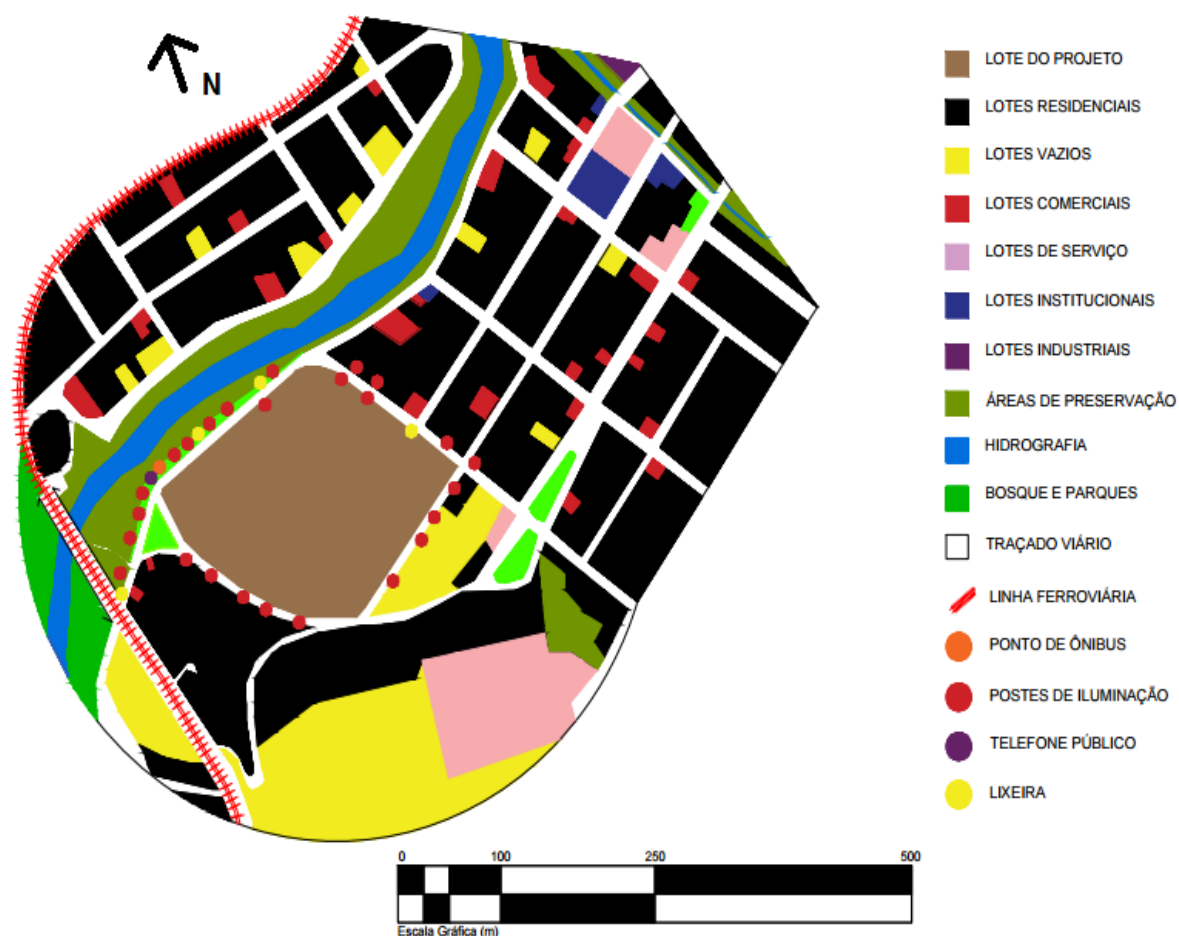 N
LOTE DO PROJETO
LOTES RESIDENCIAIS
LOTES VAZIOS
LOTES COMERCIAIS
LOTES DE SERVIÇO
LOTES INSTITUCIONAIS
LOTES INDUSTRIAIS
ÁREAS DE PRESERVAÇÃO
HIDROGRAFIA
BOSQUE E PARQUES
TRAÇADO VIÁRIO
LINHA FERROVIÁRIA
PONTO DE ÔNIBUS
POSTES DE ILUMINAÇÃO
TELEFONE PÚBLICO
LIXEIRA
0 100 250 500
Escala Gráfica (m)